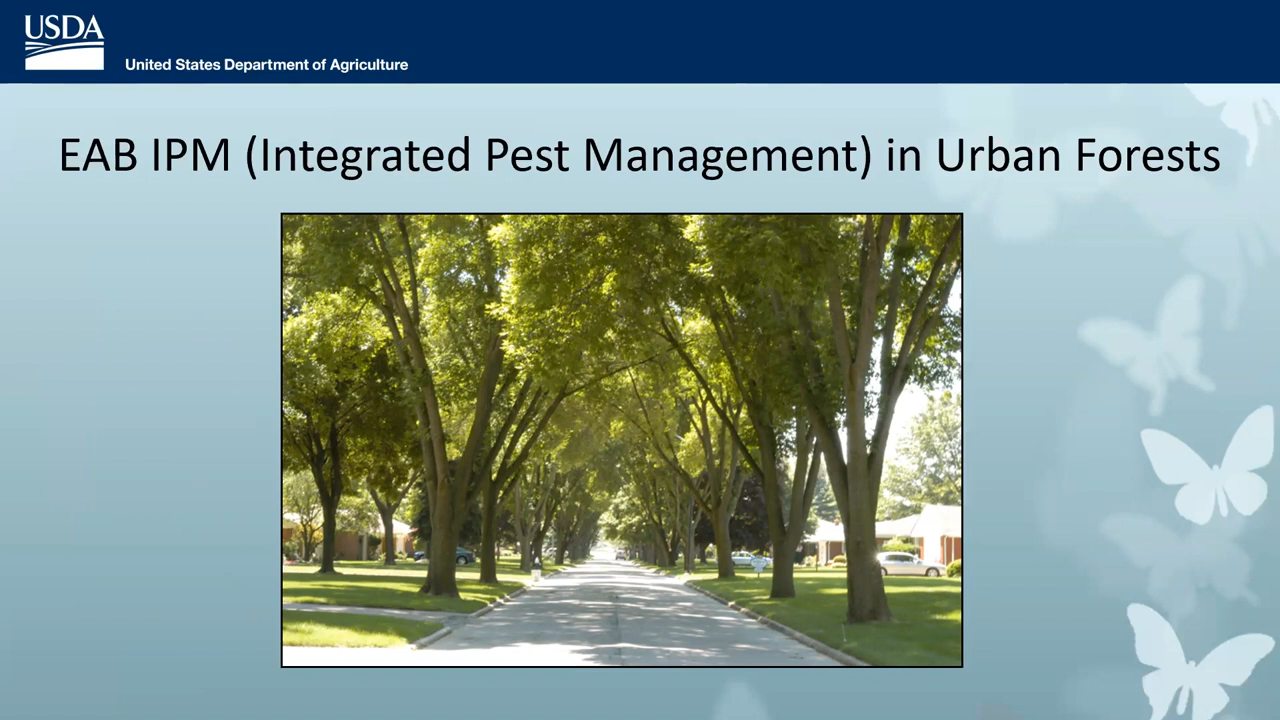 USDA
United States Department of Agriculture
EAB IPM (Integrated Pest Management) in Urban Forests